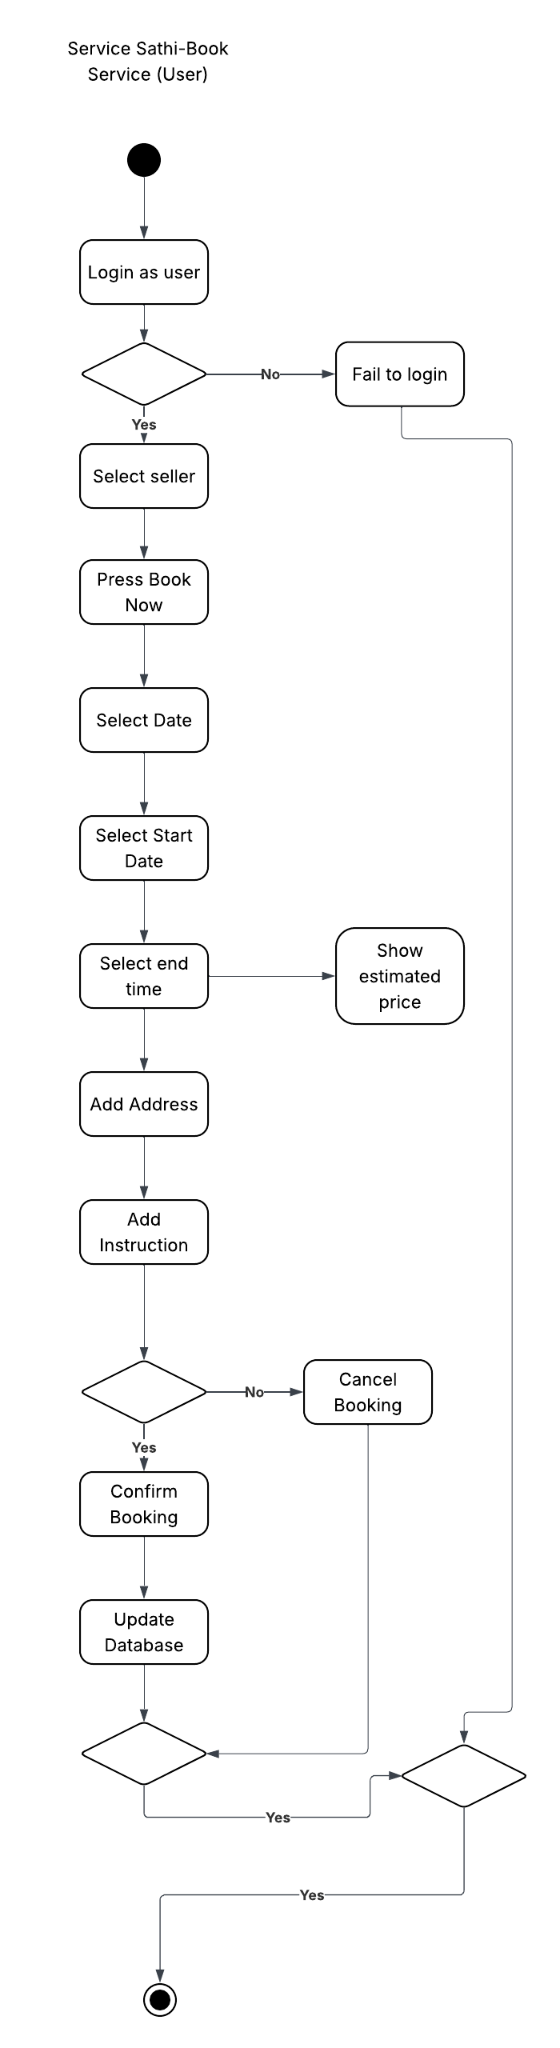 Service Sathi-Book
Service (User)
Login as user
No
Fail to login
Yes
Select seller
Press Book
Now
Select Date
Select Start
Date
Select end
time
Show
estimated
price
Add Address
Add
Instruction
No
Cancel
Booking
Yes
Confirm
Booking
Update
Database
Yes
Yes